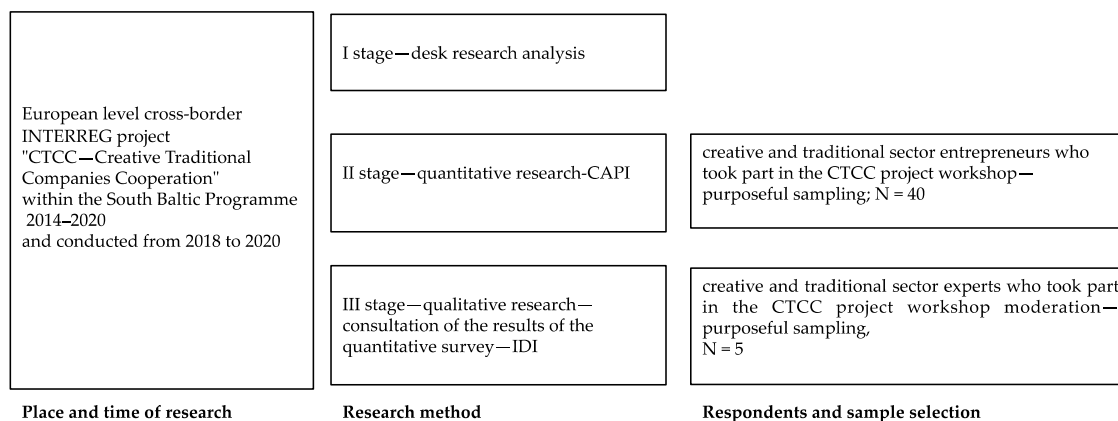 European level cross-border
INTERREG project
"CTCC—Creative Traditional
Companies Cooperation"
within the South Baltic Programme
2014–2020
and conducted from 2018 to 2020
I stage—desk research analysis
II stage—quantitative research-CAPI
creative and traditional sector entrepreneurs who
took part in the CTCC project workshop—
purposeful sampling; N = 40
III stage—qualitative research—
consultation of the results of the
quantitative survey—IDI
creative and traditional sector experts who took part
in the CTCC project workshop moderation—
purposeful sampling,
N = 5
Place and time of research
Research method
Respondents and sample selection